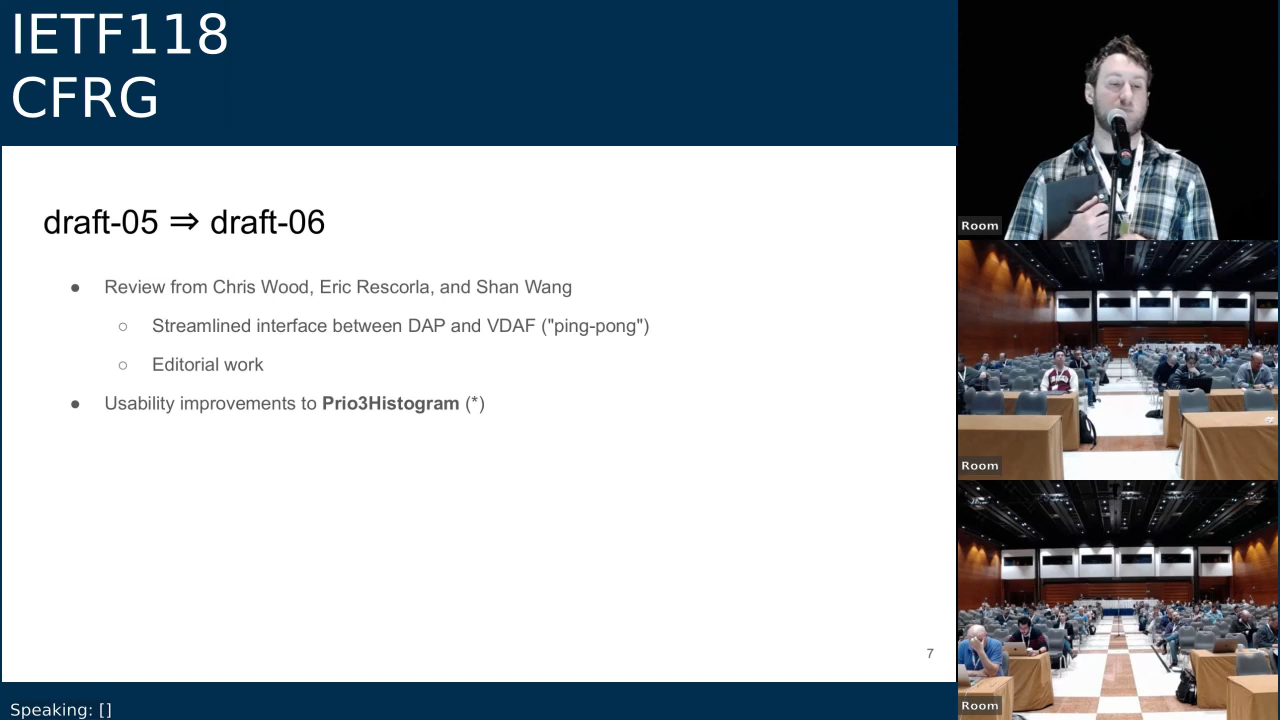 IETF118
CFRG
draft-05 ⇒ draft-06
● Review from Chris Wood, Eric Rescorla, and Shan Wang
○ Streamlined interface between DAP and VDAF ("ping-pong")
○ Editorial work
● Usability improvements to Prio3Histogram (*)
7
Speaking: []
Room
Room
Room